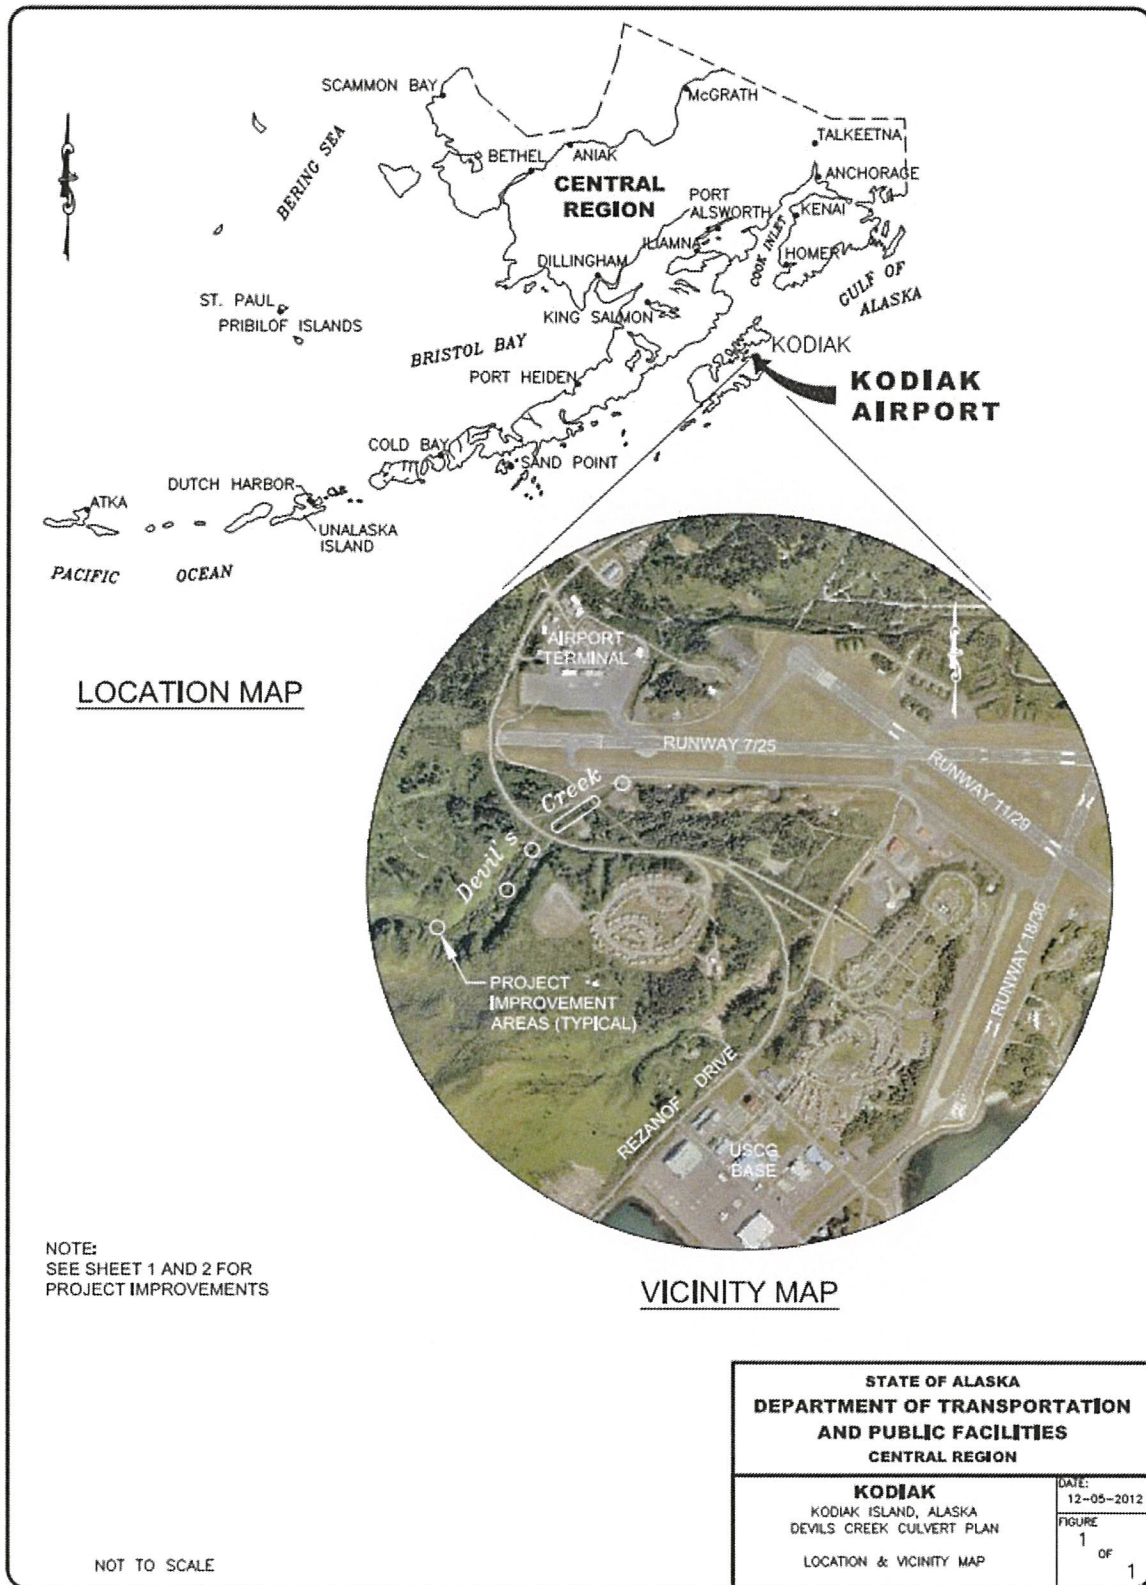 SCAMMON BAY
McGRATH
BERING SEA
TALKEETNA
BETHEL
ANIAK
ANCHORAGE
CENTRAL
REGION
PORT
ALSWORTH
KENAI
ILIAMNA
COOK INLET
HOMER
DILLINGHAM
GULF OF
ALASKA
ST. PAUL
PRIBILOF ISLANDS
KING SALMON
BRISTOL BAY
KODIAK
PORT HEIDEN
KODIAK
AIRPORT
COLD BAY
SAND POINT
DUTCH HARBOR
ATKA
UNALASKA
ISLAND
PACIFIC OCEAN
LOCATION MAP
AIRPORT
TERMINAL
RUNWAY 7/25
RUNWAY 11/29
Devil's Creek
RUNWAY 18/36
PROJECT
IMPROVEMENT
AREAS (TYPICAL)
REZANOF DRIVE
USCG
BASE
NOTE:
SEE SHEET 1 AND 2 FOR
PROJECT IMPROVEMENTS
VICINITY MAP
STATE OF ALASKA
DEPARTMENT OF TRANSPORTATION
AND PUBLIC FACILITIES
CENTRAL REGION
KODIAK
KODIAK ISLAND, ALASKA
DEVILS CREEK CULVERT PLAN
LOCATION & VICINITY MAP
DATE:
12-05-2012
FIGURE
1
OF
1
NOT TO SCALE